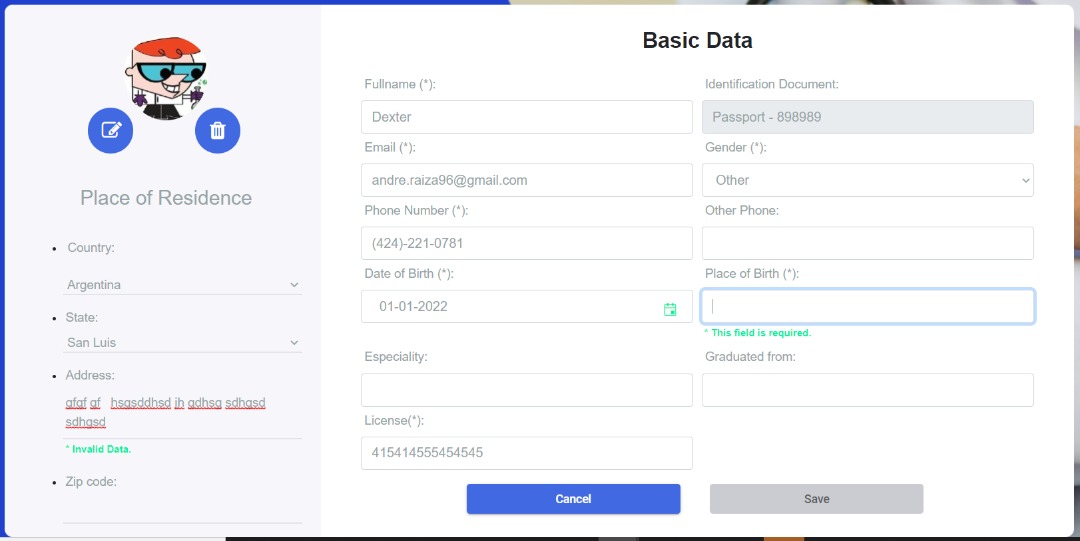 Place of Residence
Country:
Argentina
State:
San Luis
Address:
gfgf gf hsgsddhsd jh gdhsg sdhgsd
sdhgsd
* Invalid Data.
Zip code:
Basic Data
Fullname (*):
Identification Document:
Dexter
Passport - 898989
Email (*):
Gender (*):
andre.raiza96@gmail.com
Other
Phone Number (*):
Other Phone:
(424)-221-0781
Date of Birth (*):
Place of Birth (*):
01-01-2022
* This field is required.
Especiality:
Graduated from:
License(*):
415414555454545
Cancel
Save